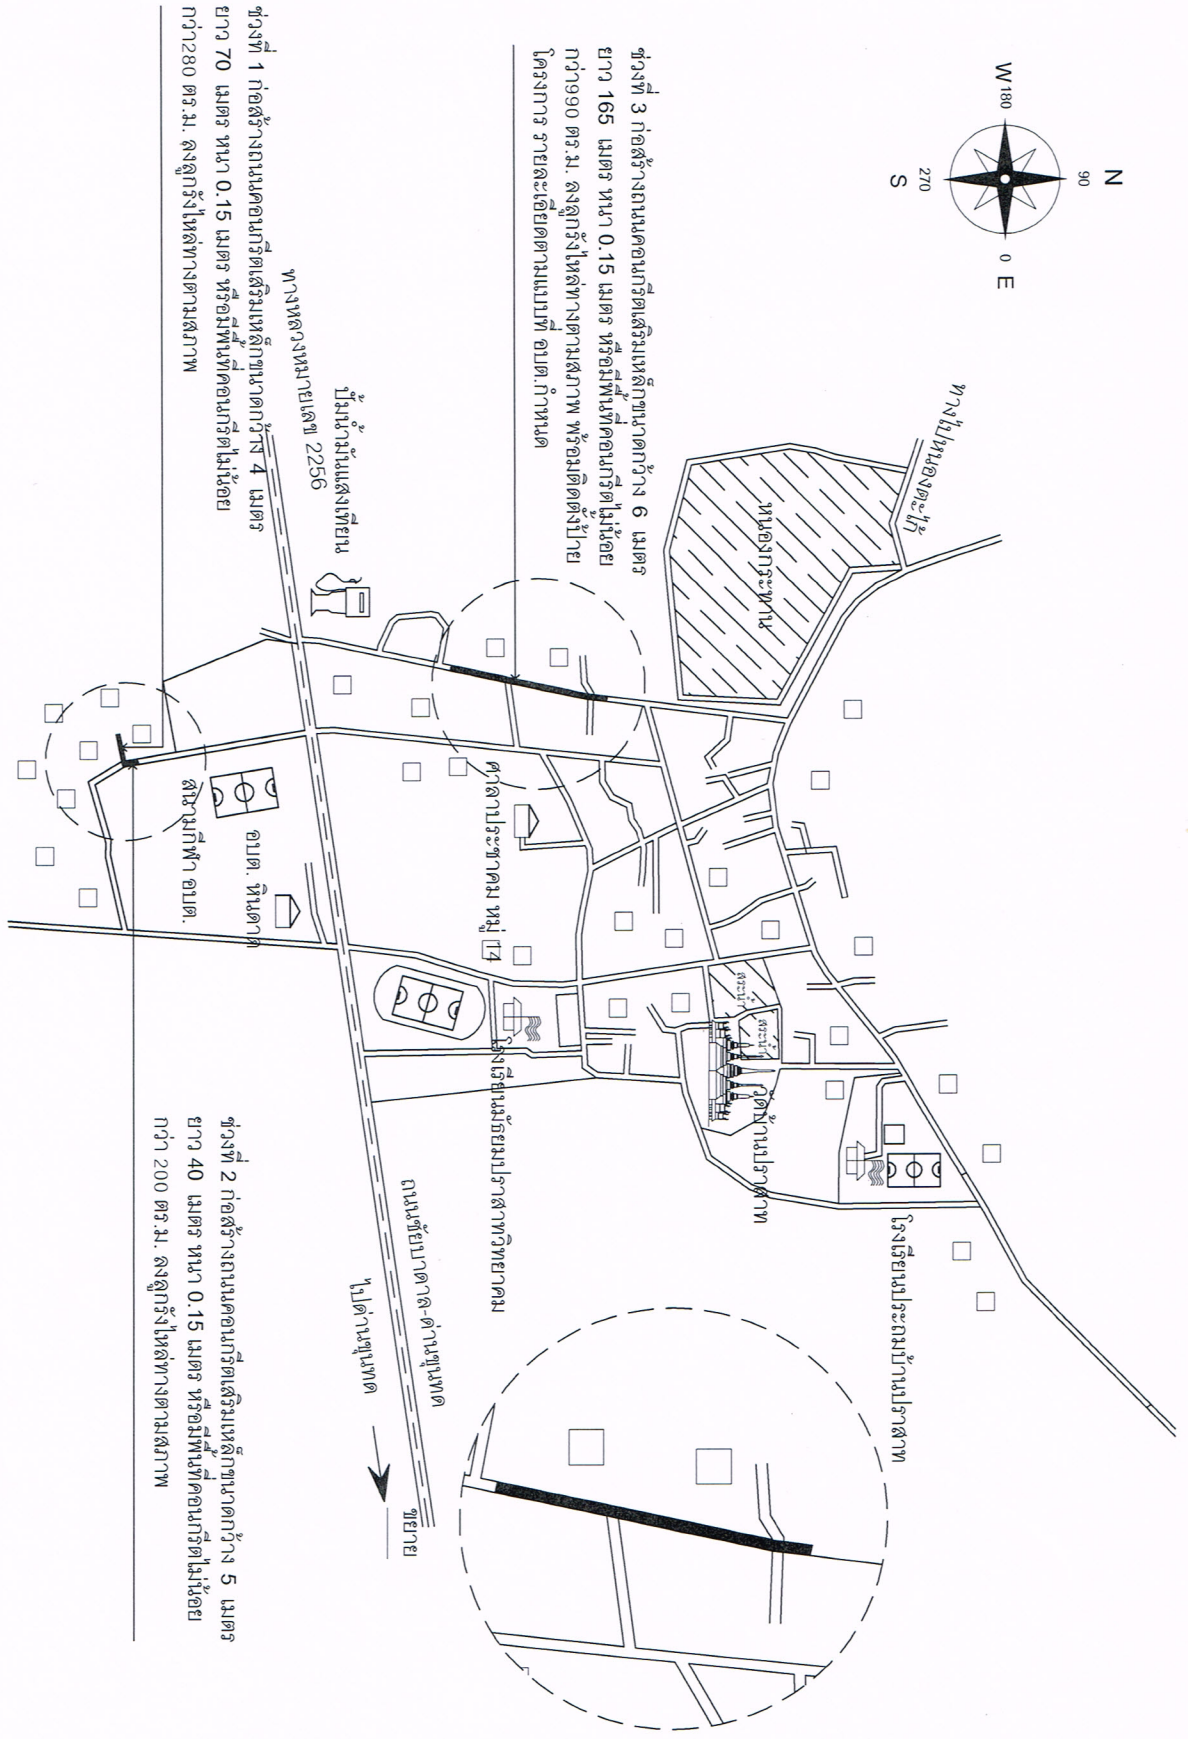 N
90
W
180
0
E
270
S
ช่วงที่ 3 ก่อสร้างถนนคอนกรีตเสริมเหล็กขนาดกว้าง 6 เมตร
ยาว 165 เมตร หนา 0.15 เมตร หรือมีพื้นที่คอนกรีตไม่น้อย
กว่า990 ตร.ม. ลงลูกรังไหล่ทางตามสภาพ พร้อมติดตั้งป้าย
โครงการ รายละเอียดตามแบบที่ อบต.กำหนด
ช่วงที่ 1 ก่อสร้างถนนคอนกรีตเสริมเหล็กขนาดกว้าง 4 เมตร
ยาว 70 เมตร หนา 0.15 เมตร หรือมีพื้นที่คอนกรีตไม่น้อย
กว่า280 ตร.ม. ลงลูกรังไหล่ทางตามสภาพ
ทางไปหนองตะไก้
หนองกระทาน
ปั๊มน้ำมันแสงเทียน
ทางหลวงหมายเลข 2256
ศาลาประชาคม หมู่ 14
อบต. หินดาด
สนามกีฬา อบต.
สระน้ำ
สระน้ำ
วัดบ้านปราสาท
โรงเรียนมัธยมปราสาทวิทยาคม
โรงเรียนประถมบ้านปราสาท
ถนนชัยบาดาล-ด่านขุนทด
ไปด่านขุนทด
ขยาย
ช่วงที่ 2 ก่อสร้างถนนคอนกรีตเสริมเหล็กขนาดกว้าง 5 เมตร
ยาว 40 เมตร หนา 0.15 เมตร หรือมีพื้นที่คอนกรีตไม่น้อย
กว่า 200 ตร.ม. ลงลูกรังไหล่ทางตามสภาพ